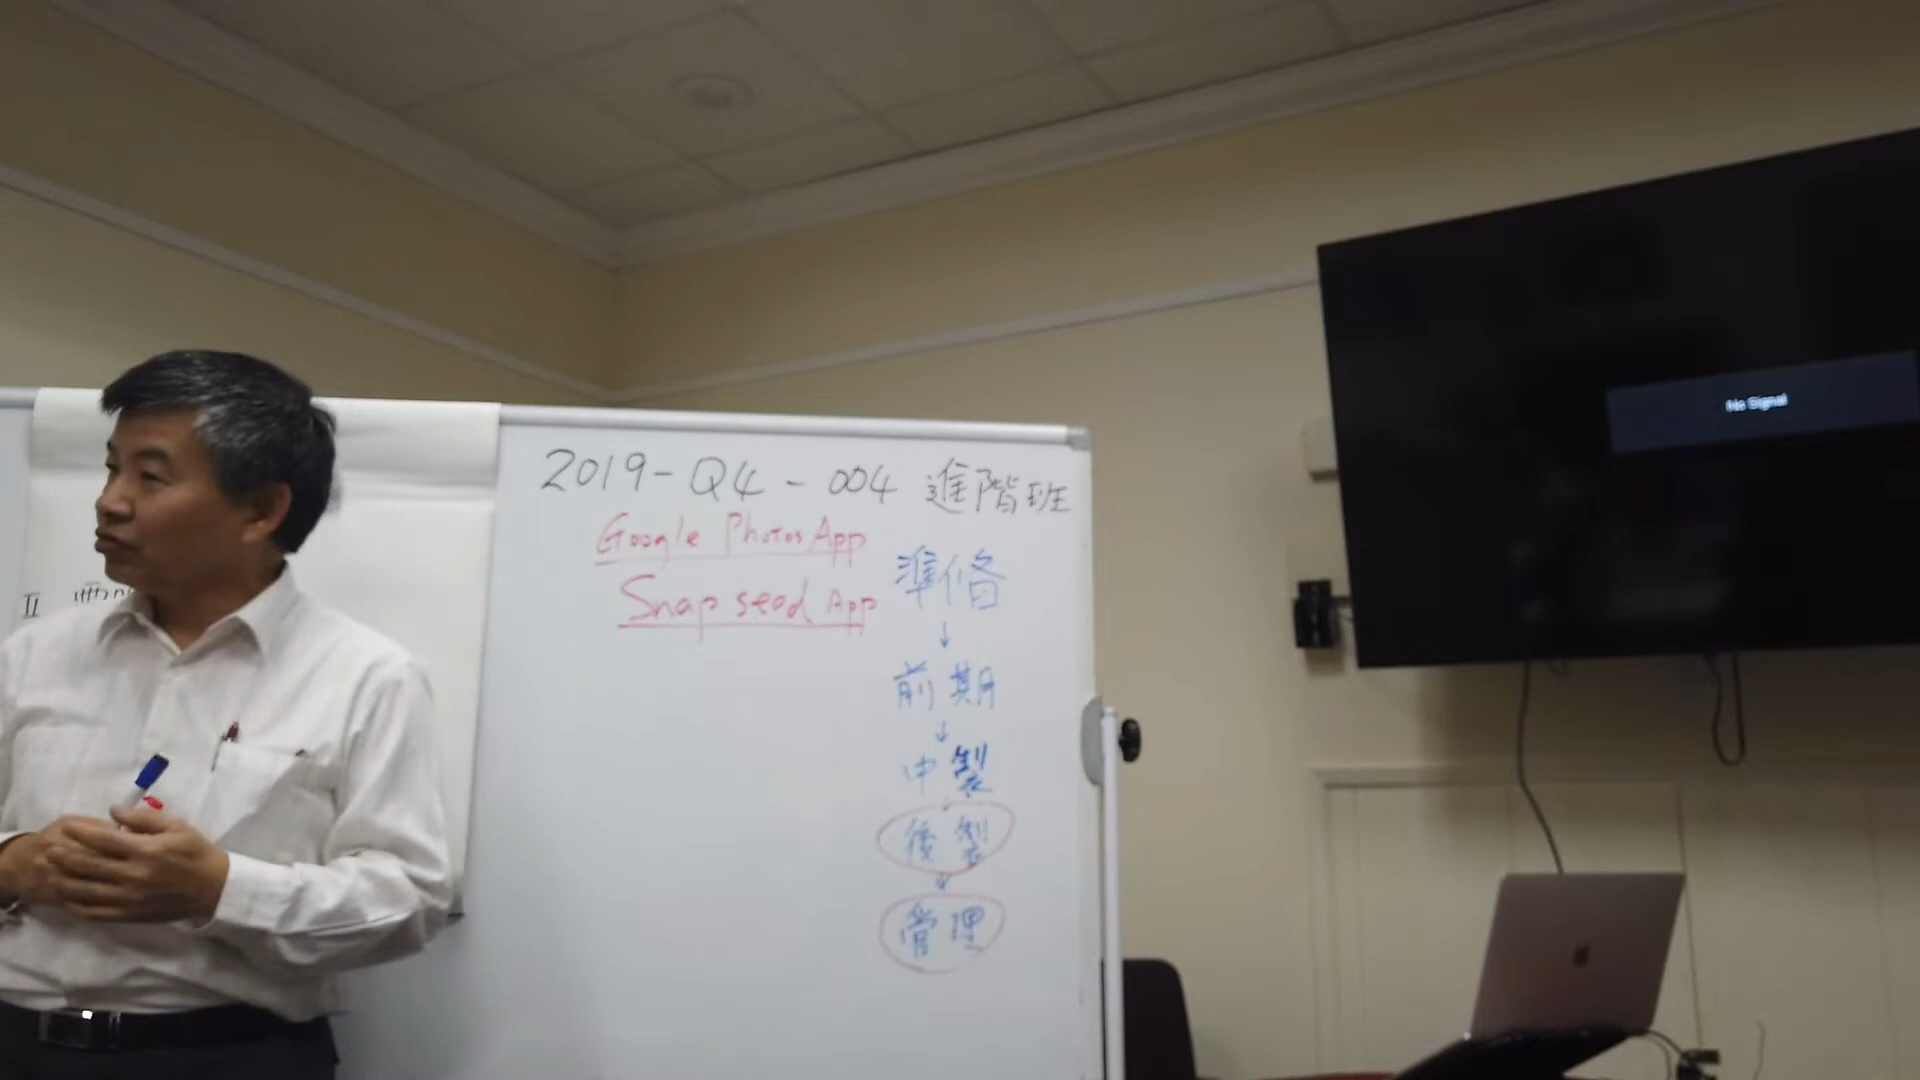 2019-Q4-004 進階班
Google Photos App
Snapseed App
準備
↓
前期
↓
中製
後製
↓
管理
No Signal